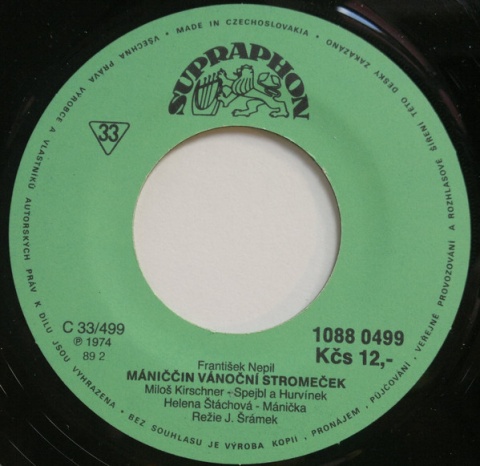 • MADE IN CZECHOSLOVAKIA • VŠECHNA PRÁVA VÝROBCE A VLASTNÍKŮ AUTORSKÝCH PRÁV K DÍLU JSOU VYHRAZENA • BEZ SOUHLASU JE VÝROBA KOPIÍ, PRONÁJEM, PŮJČOVÁNÍ, VEŘEJNÉ PROVOZOVÁNÍ A ROZHLASOVÉ ŠÍŘENÍ TÉTO DESKY ZAKÁZÁNO
SUPRAPHON
33
C 33/499
℗ 1974
89 2
1088 0499
Kčs 12,-
František Nepil
MÁNIČČIN VÁNOČNÍ STROMEČEK
Miloš Kirschner - Spejbl a Hurvínek
Helena Štáchová - Mánička
Režie J. Šrámek